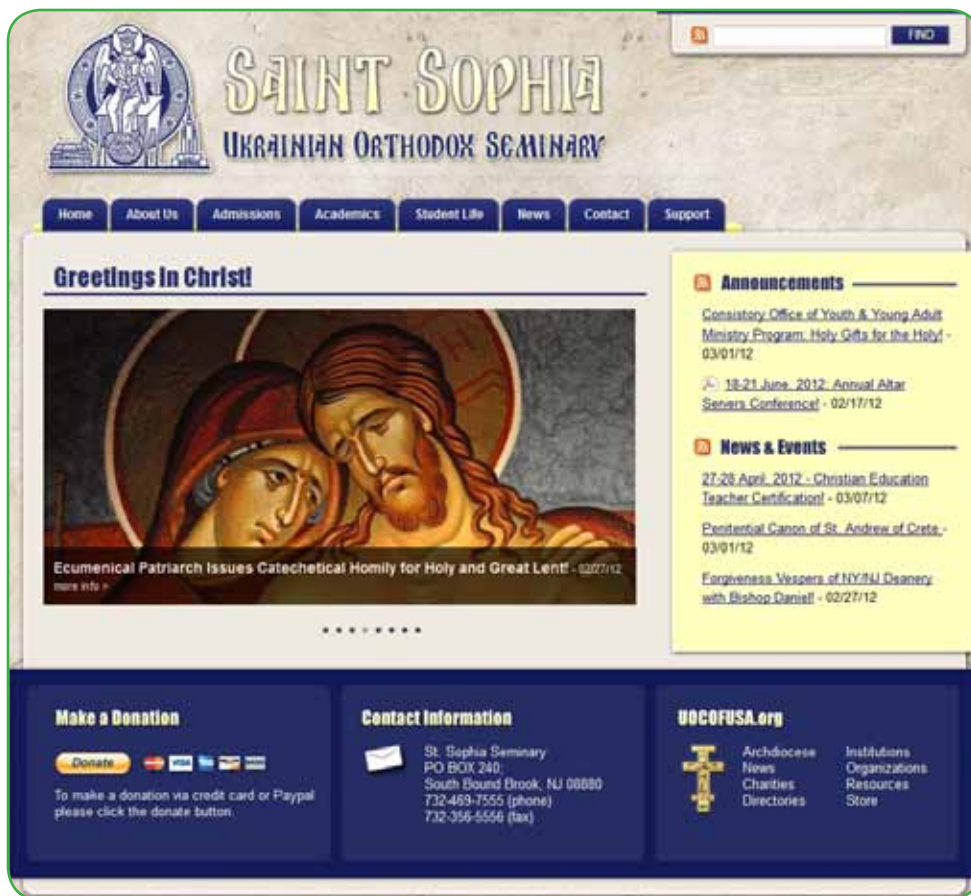 FIND
SAINT SOPHIA
UKRAINIAN ORTHODOX SEMINARY
Home
About Us
Admissions
Academics
Student Life
News
Contact
Support
Greetings in Christ!
Ecumenical Patriarch Issues Catechetical Homily for Holy and Great Lent! - 02/27/12
more info >
Announcements
Consistory Office of Youth & Young Adult
Ministry Program: Holy Gifts for the Holy! -
03/01/12
18-21 June, 2012: Annual Altar
Servers Conference! - 02/17/12
News & Events
27-28 April, 2012 - Christian Education
Teacher Certification! - 03/07/12
Penitential Canon of St. Andrew of Crete -
03/01/12
Forgiveness Vespers of NY/NJ Deanery
with Bishop Daniel! - 02/27/12
Make a Donation
Donate
VISA
To make a donation via credit card or Paypal
please click the donate button.
Contact Information
St. Sophia Seminary
PO BOX 240;
South Bound Brook, NJ 08880
732-469-7555 (phone)
732-356-5556 (fax)
UOCOFUSA.org
Archdiocese
News
Charities
Directories
Institutions
Organizations
Resources
Store